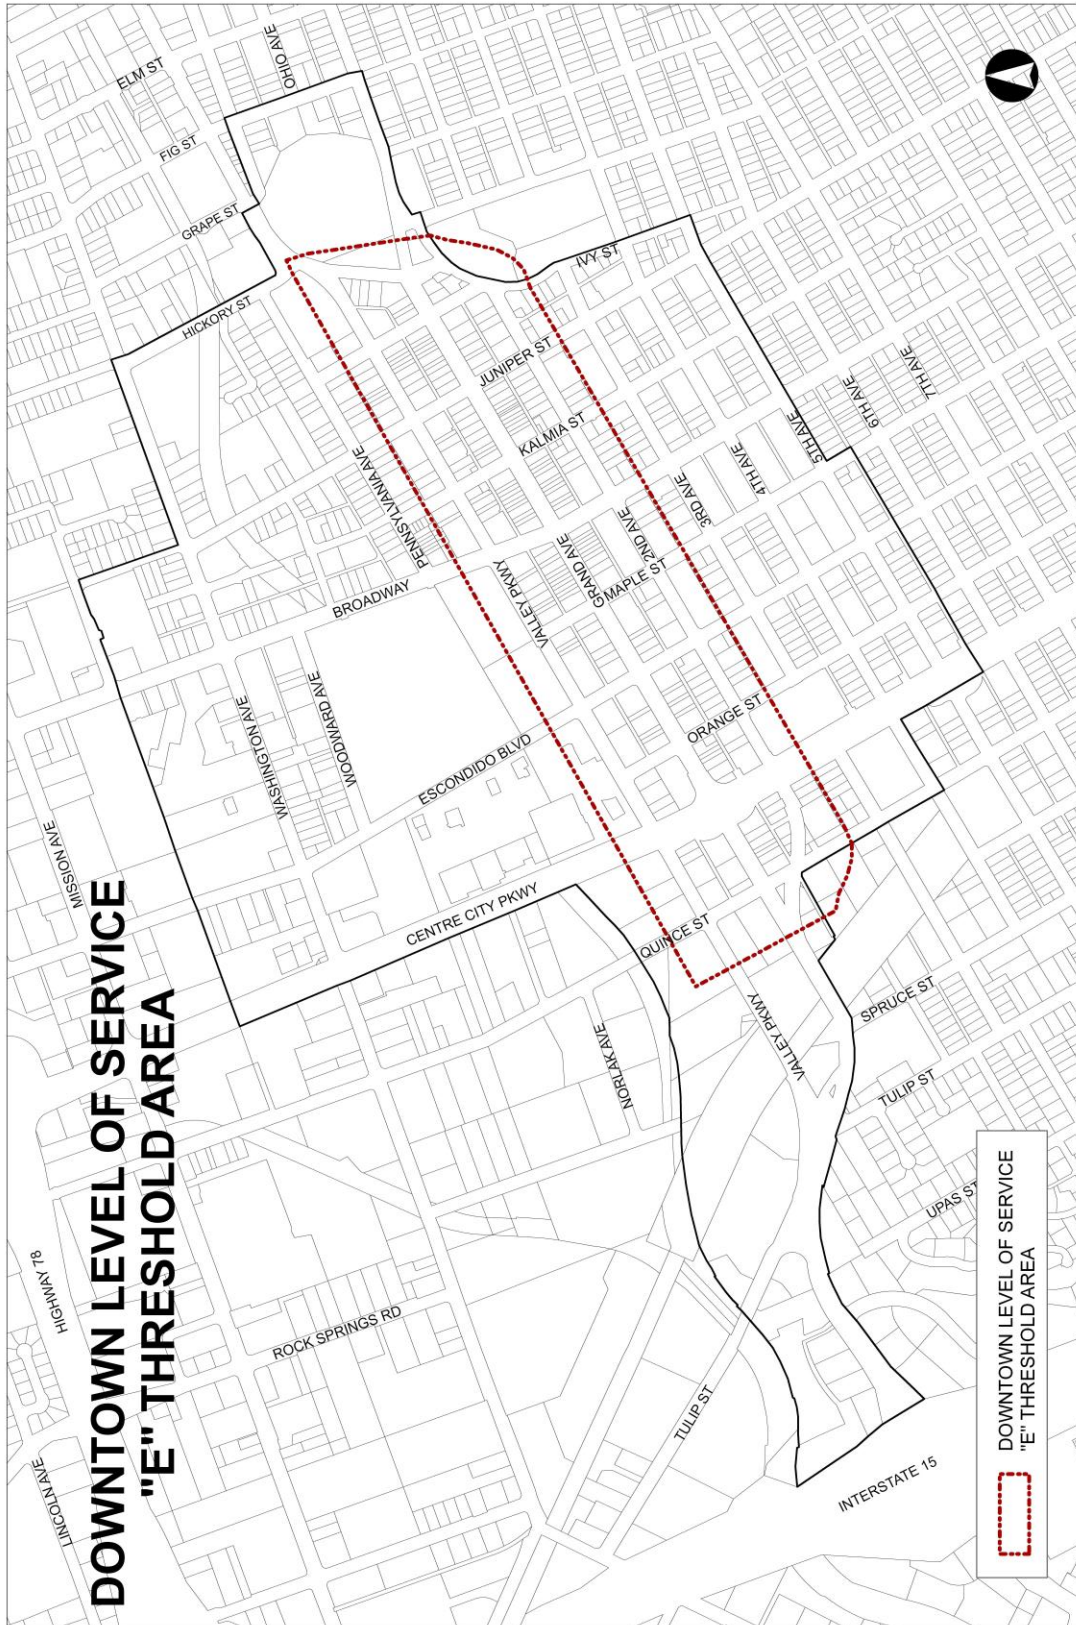 DOWNTOWN LEVEL OF SERVICE
"E" THRESHOLD AREA
LINCOLN AVE
HIGHWAY 78
MISSION AVE
ROCK SPRINGS RD
WASHINGTON AVE
WOODWARD AVE
BROADWAY
HICKORY ST
GRAPE ST
FIG ST
ELM ST
OHIO AVE
CENTRE CITY PKWY
ESCONDIDO BLVD
PENNSYLVANIA AVE
NORLAK AVE
QUINCE ST
VALLEY PKWY
GRAND AVE
MAPLE ST
2ND AVE
KALMIA ST
JUNIPER ST
IVY ST
TULIP ST
VALLEY PKWY
ORANGE ST
3RD AVE
4TH AVE
5TH AVE
6TH AVE
7TH AVE
INTERSTATE 15
UPAS ST
TULIP ST
SPRUCE ST
DOWNTOWN LEVEL OF SERVICE
"E" THRESHOLD AREA